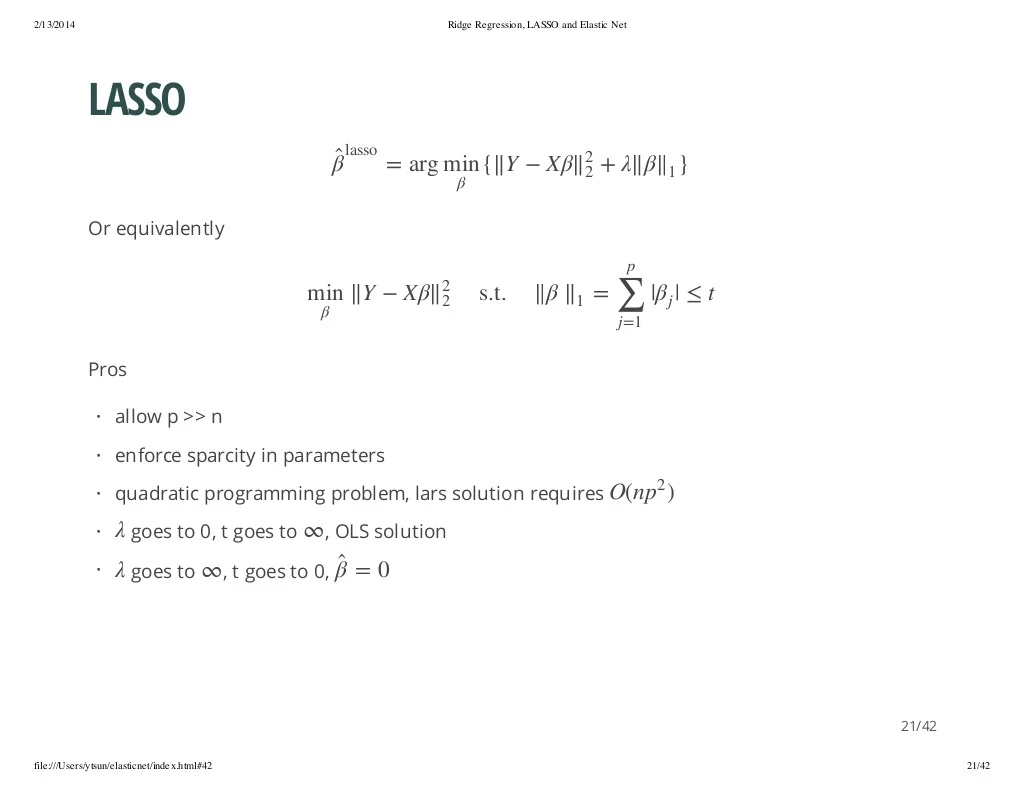 2/13/2014 Ridge Regression, LASSO and Elastic Net
LASSO
β̂^lasso = arg min_β {‖Y − Xβ‖₂² + λ‖β‖₁}
Or equivalently
min_β ‖Y − Xβ‖₂² s.t. ‖β ‖₁ = ∑_{j=1}^{p} |β_j| ≤ t
Pros
· allow p >> n
· enforce sparcity in parameters
· quadratic programming problem, lars solution requires O(np²)
· λ goes to 0, t goes to ∞, OLS solution
· λ goes to ∞, t goes to 0, β̂ = 0
21/42
file:///Users/ytsun/elasticnet/index.html#42 21/42